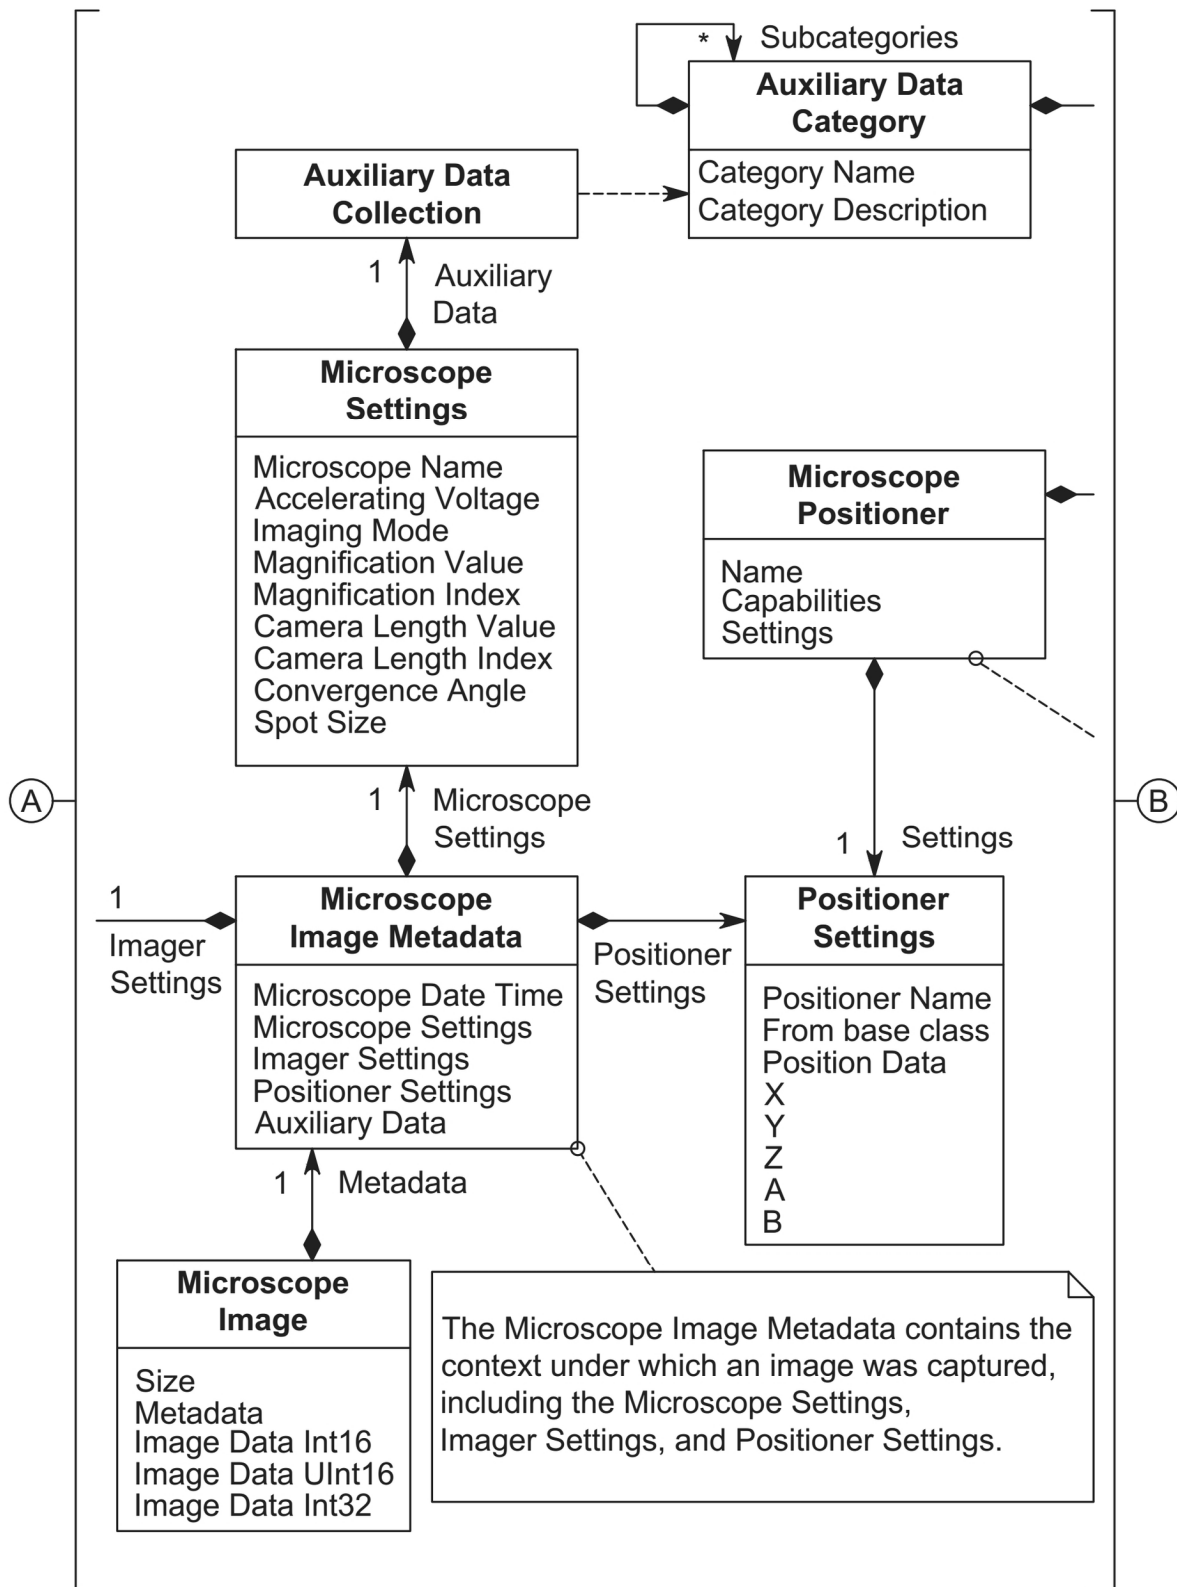 *
Subcategories
Auxiliary Data
Category
Category Name
Category Description
Auxiliary Data
Collection
1
Auxiliary
Data
Microscope
Settings
Microscope Name
Accelerating Voltage
Imaging Mode
Magnification Value
Magnification Index
Camera Length Value
Camera Length Index
Convergence Angle
Spot Size
Microscope
Positioner
Name
Capabilities
Settings
A
B
1
Microscope
Settings
1
Settings
1
Imager
Settings
Microscope
Image Metadata
Microscope Date Time
Microscope Settings
Imager Settings
Positioner Settings
Auxiliary Data
Positioner
Settings
Positioner
Settings
Positioner Name
From base class
Position Data
X
Y
Z
A
B
1
Metadata
Microscope
Image
Size
Metadata
Image Data Int16
Image Data UInt16
Image Data Int32
The Microscope Image Metadata contains the
context under which an image was captured,
including the Microscope Settings,
Imager Settings, and Positioner Settings.